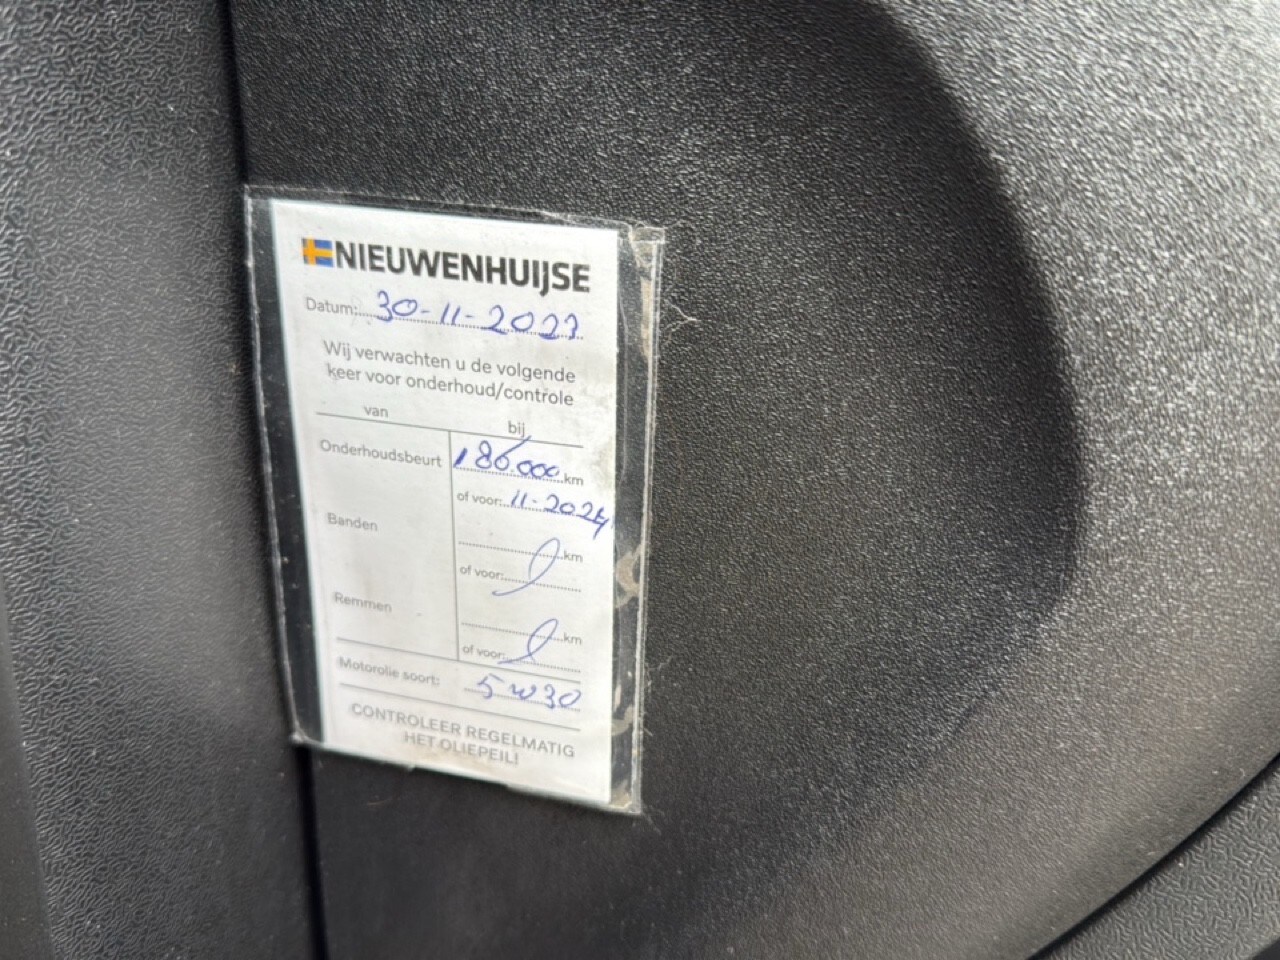 NIEUWENHUIJSE
Datum: 30-11-2023
Wij verwachten u de volgende
keer voor onderhoud/controle
van bij
Onderhoudsbeurt 186.000 km
of voor: 11-2024
Banden km
of voor:
Remmen km
of voor:
Motorolie soort: 5w30
CONTROLEER REGELMATIG
HET OLIEPEIL!